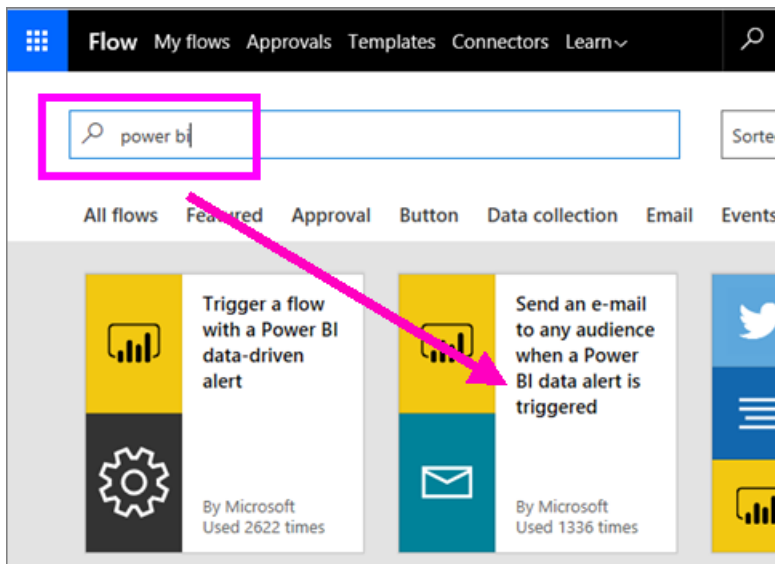 Flow My flows Approvals Templates Connectors Learn
power bi
All flows Featured Approval Button Data collection Email Events
Trigger a flow
with a Power BI
data-driven
alert
By Microsoft
Used 2622 times
Send an e-mail
to any audience
when a Power
BI data alert is
triggered
By Microsoft
Used 1336 times